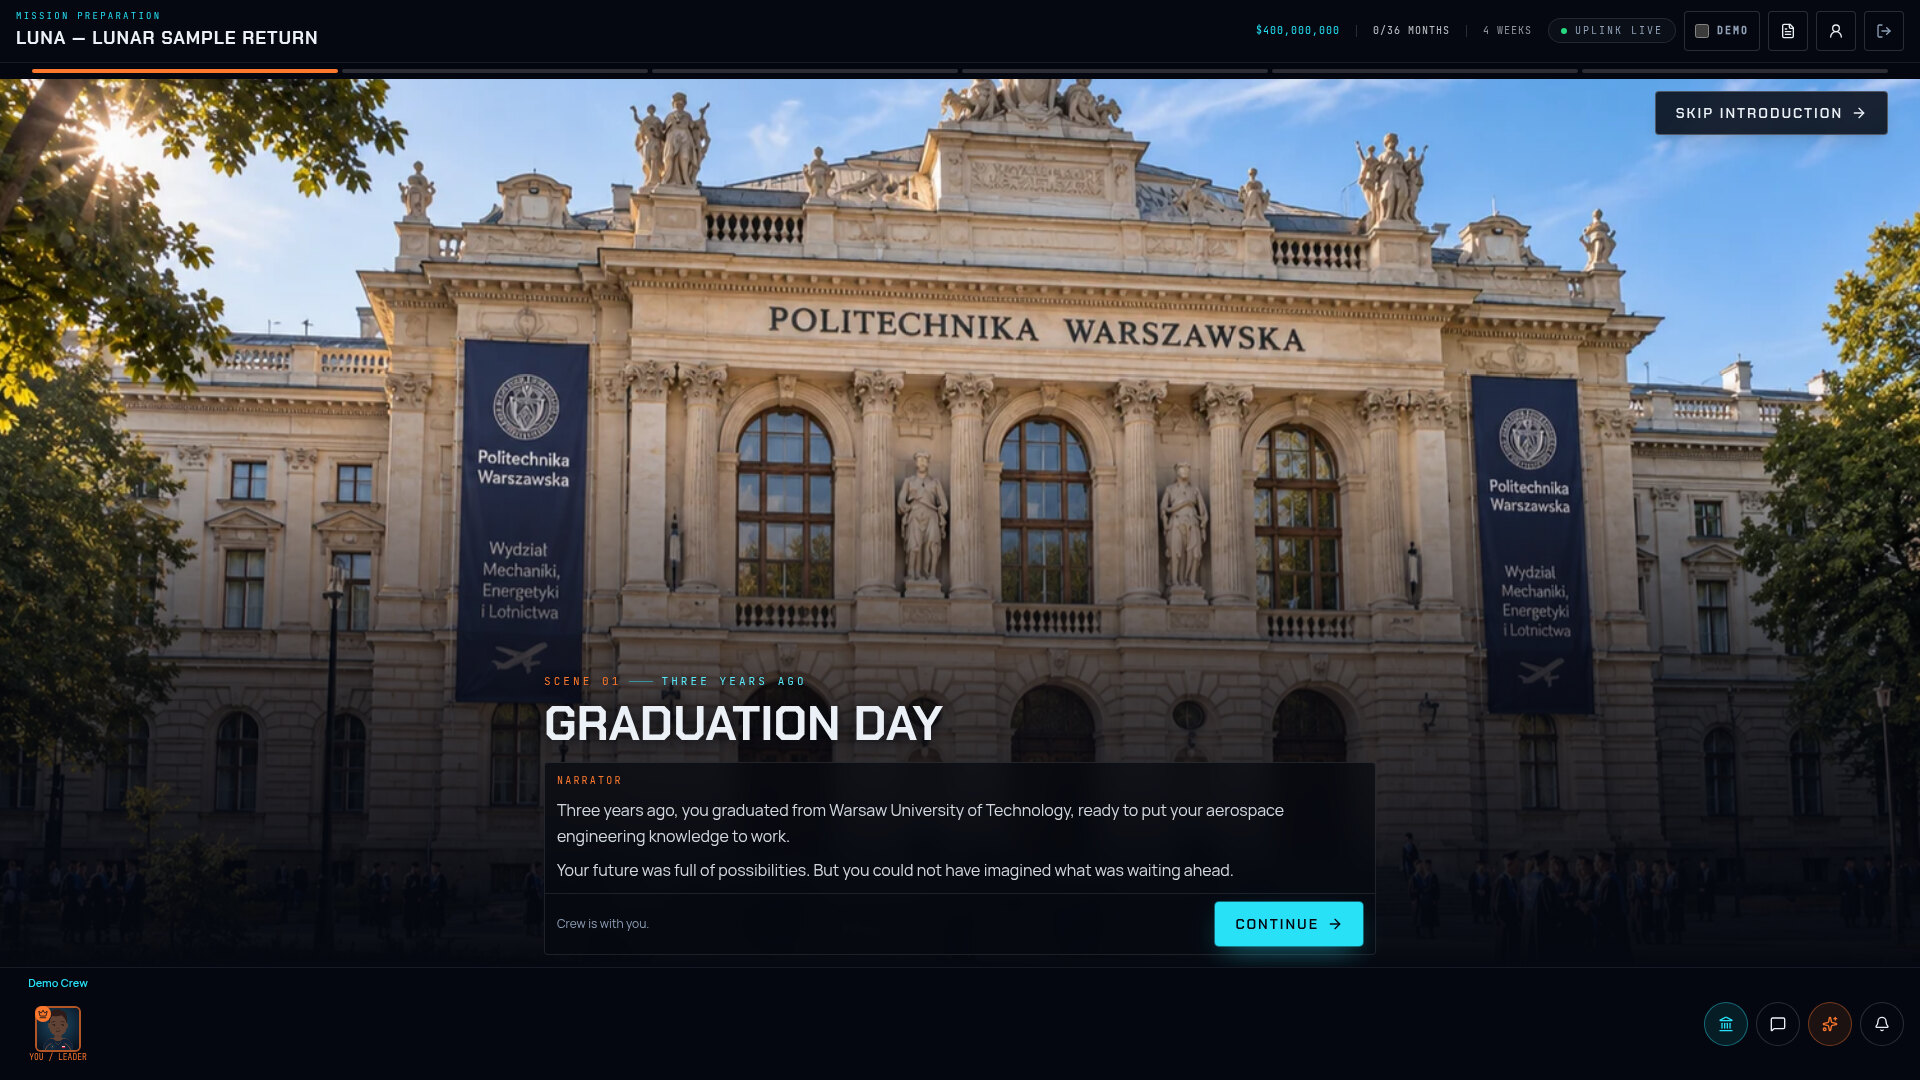 MISSION PREPARATION
LUNA — LUNAR SAMPLE RETURN
$400,000,000
0/36 MONTHS
4 WEEKS
UPLINK LIVE
DEMO
SKIP INTRODUCTION
POLITECHNIKA WARSZAWSKA
Politechnika
Warszawska
Wydział
Mechaniki,
Energetyki
i Lotnictwa
Politechnika
Warszawska
Wydział
Mechaniki,
Energetyki
i Lotnictwa
SCENE 01
THREE YEARS AGO
GRADUATION DAY
NARRATOR
Three years ago, you graduated from Warsaw University of Technology, ready to put your aerospace
engineering knowledge to work.
Your future was full of possibilities. But you could not have imagined what was waiting ahead.
Crew is with you.
CONTINUE
Demo Crew
YOU / LEADER